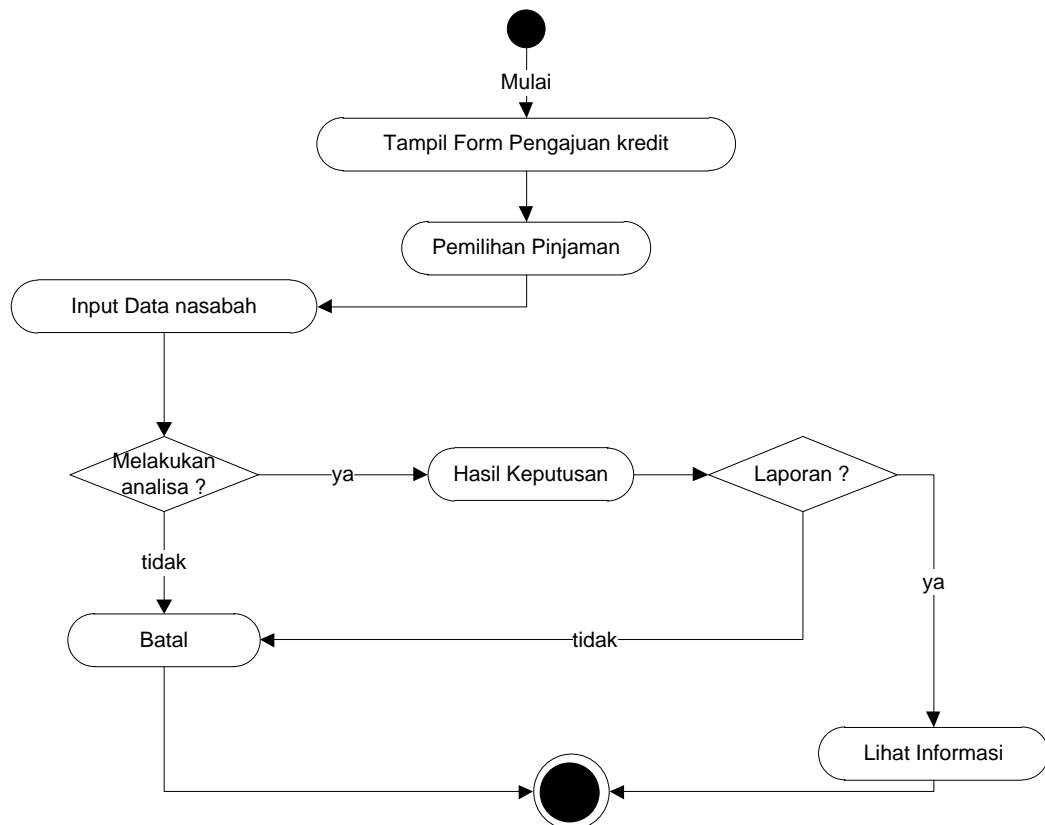 Mulai
Tampil Form Pengajuan kredit
Pemilihan Pinjaman
Input Data nasabah
Melakukan
analisa ?
ya
Hasil Keputusan
Laporan ?
tidak
ya
Batal
tidak
Lihat Informasi